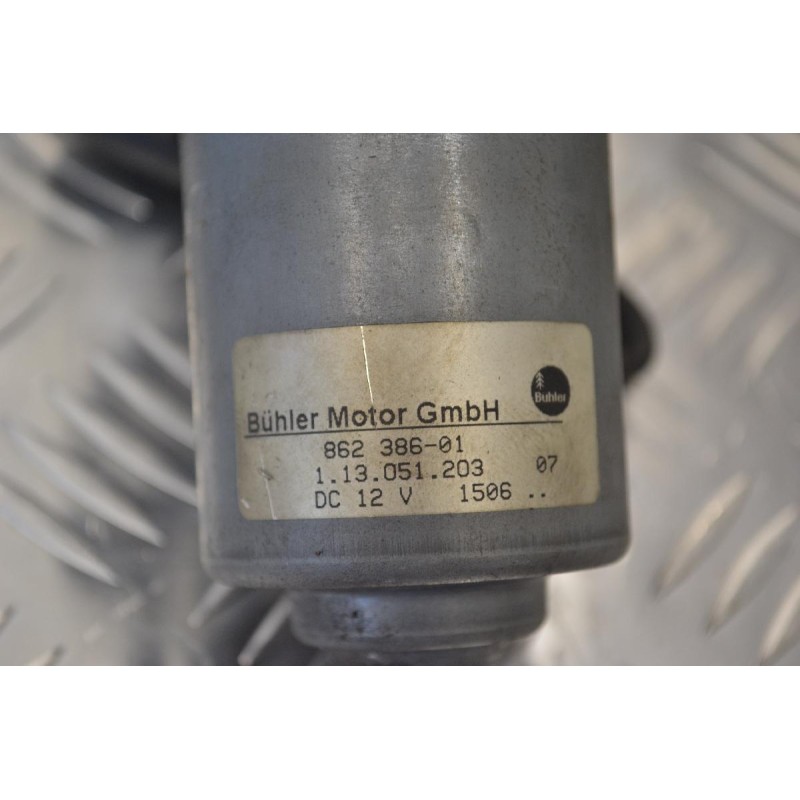 Bühler Motor GmbH
Bühler
862 386-01
1.13.051.203 07
DC 12 V 1506 ..